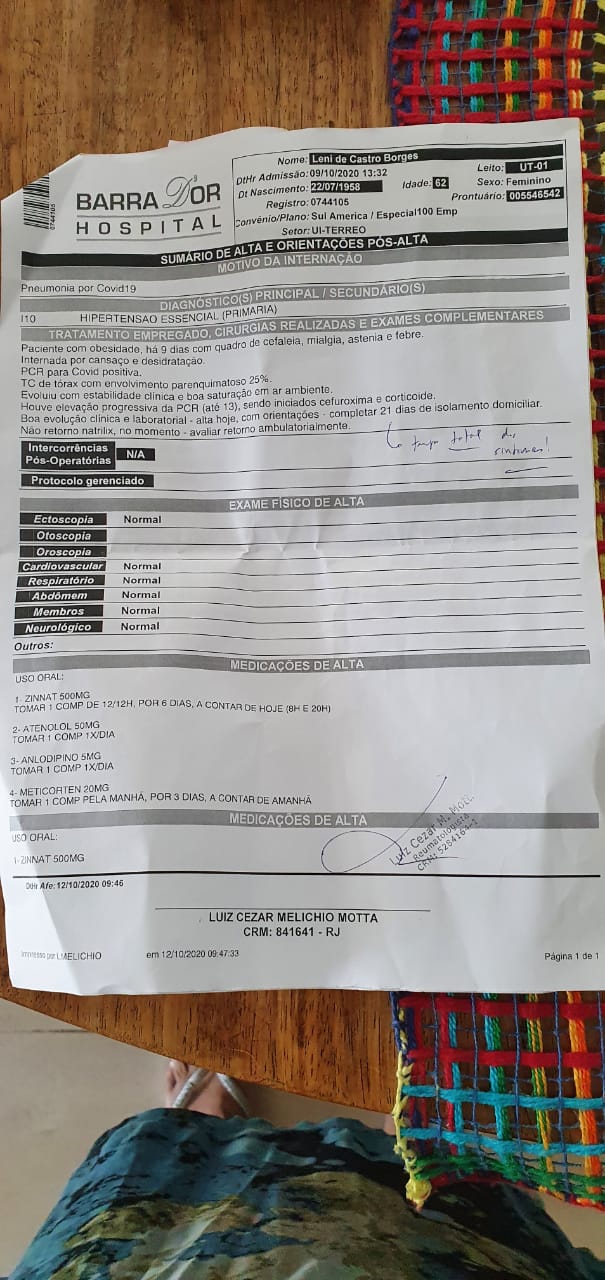 0744105
BARRA D'OR
HOSPITAL
Nome: Leni de Castro Borges
DtHr Admissão: 09/10/2020 13:32
Leito: UT-01
Dt Nascimento: 22/07/1958
Idade: 62
Sexo: Feminino
Registro: 0744105
Prontuário: 005546542
Convênio/Plano: Sul America / Especial100 Emp
Setor: UI-TERREO
SUMÁRIO DE ALTA E ORIENTAÇÕES PÓS-ALTA
MOTIVO DA INTERNAÇÃO
Pneumonia por Covid19
DIAGNÓSTICO(S) PRINCIPAL / SECUNDÁRIO(S)
I10 HIPERTENSAO ESSENCIAL (PRIMARIA)
TRATAMENTO EMPREGADO, CIRURGIAS REALIZADAS E EXAMES COMPLEMENTARES
Paciente com obesidade, há 9 dias com quadro de cefaleia, mialgia, astenia e febre.
Internada por cansaço e desidratação.
PCR para Covid positiva.
TC de tórax com envolvimento parenquimatoso 25%.
Evoluiu com estabilidade clínica e boa saturação em ar ambiente.
Houve elevação progressiva da PCR (até 13), sendo iniciados cefuroxima e corticoide.
Boa evolução clínica e laboratorial - alta hoje, com orientações - completar 21 dias de isolamento domiciliar.
Não retorno natrilix, no momento - avaliar retorno ambulatorialmente.
tempo total de
sintomas!
Intercorrências
Pós-Operatórias N/A
Protocolo gerenciado
EXAME FÍSICO DE ALTA
Ectoscopia Normal
Otoscopia
Oroscopia
Cardiovascular Normal
Respiratório Normal
Abdômem Normal
Membros Normal
Neurológico Normal
Outros:
MEDICAÇÕES DE ALTA
USO ORAL:
1- ZINNAT 500MG
TOMAR 1 COMP DE 12/12H, POR 6 DIAS, A CONTAR DE HOJE (8H E 20H)
2- ATENOLOL 50MG
TOMAR 1 COMP 1X/DIA
3- ANLODIPINO 5MG
TOMAR 1 COMP 1X/DIA
4- METICORTEN 20MG
TOMAR 1 COMP PELA MANHÃ, POR 3 DIAS, A CONTAR DE AMANHÃ
MEDICAÇÕES DE ALTA
USO ORAL:
1- ZINNAT 500MG
Luiz Cezar M. Mott
Reumatologista
DtHr Afe: 12/10/2020 09:46
LUIZ CEZAR MELICHIO MOTTA
CRM: 841641 - RJ
Impresso por LMELICHIO em 12/10/2020 09:47:33
Página 1 de 1